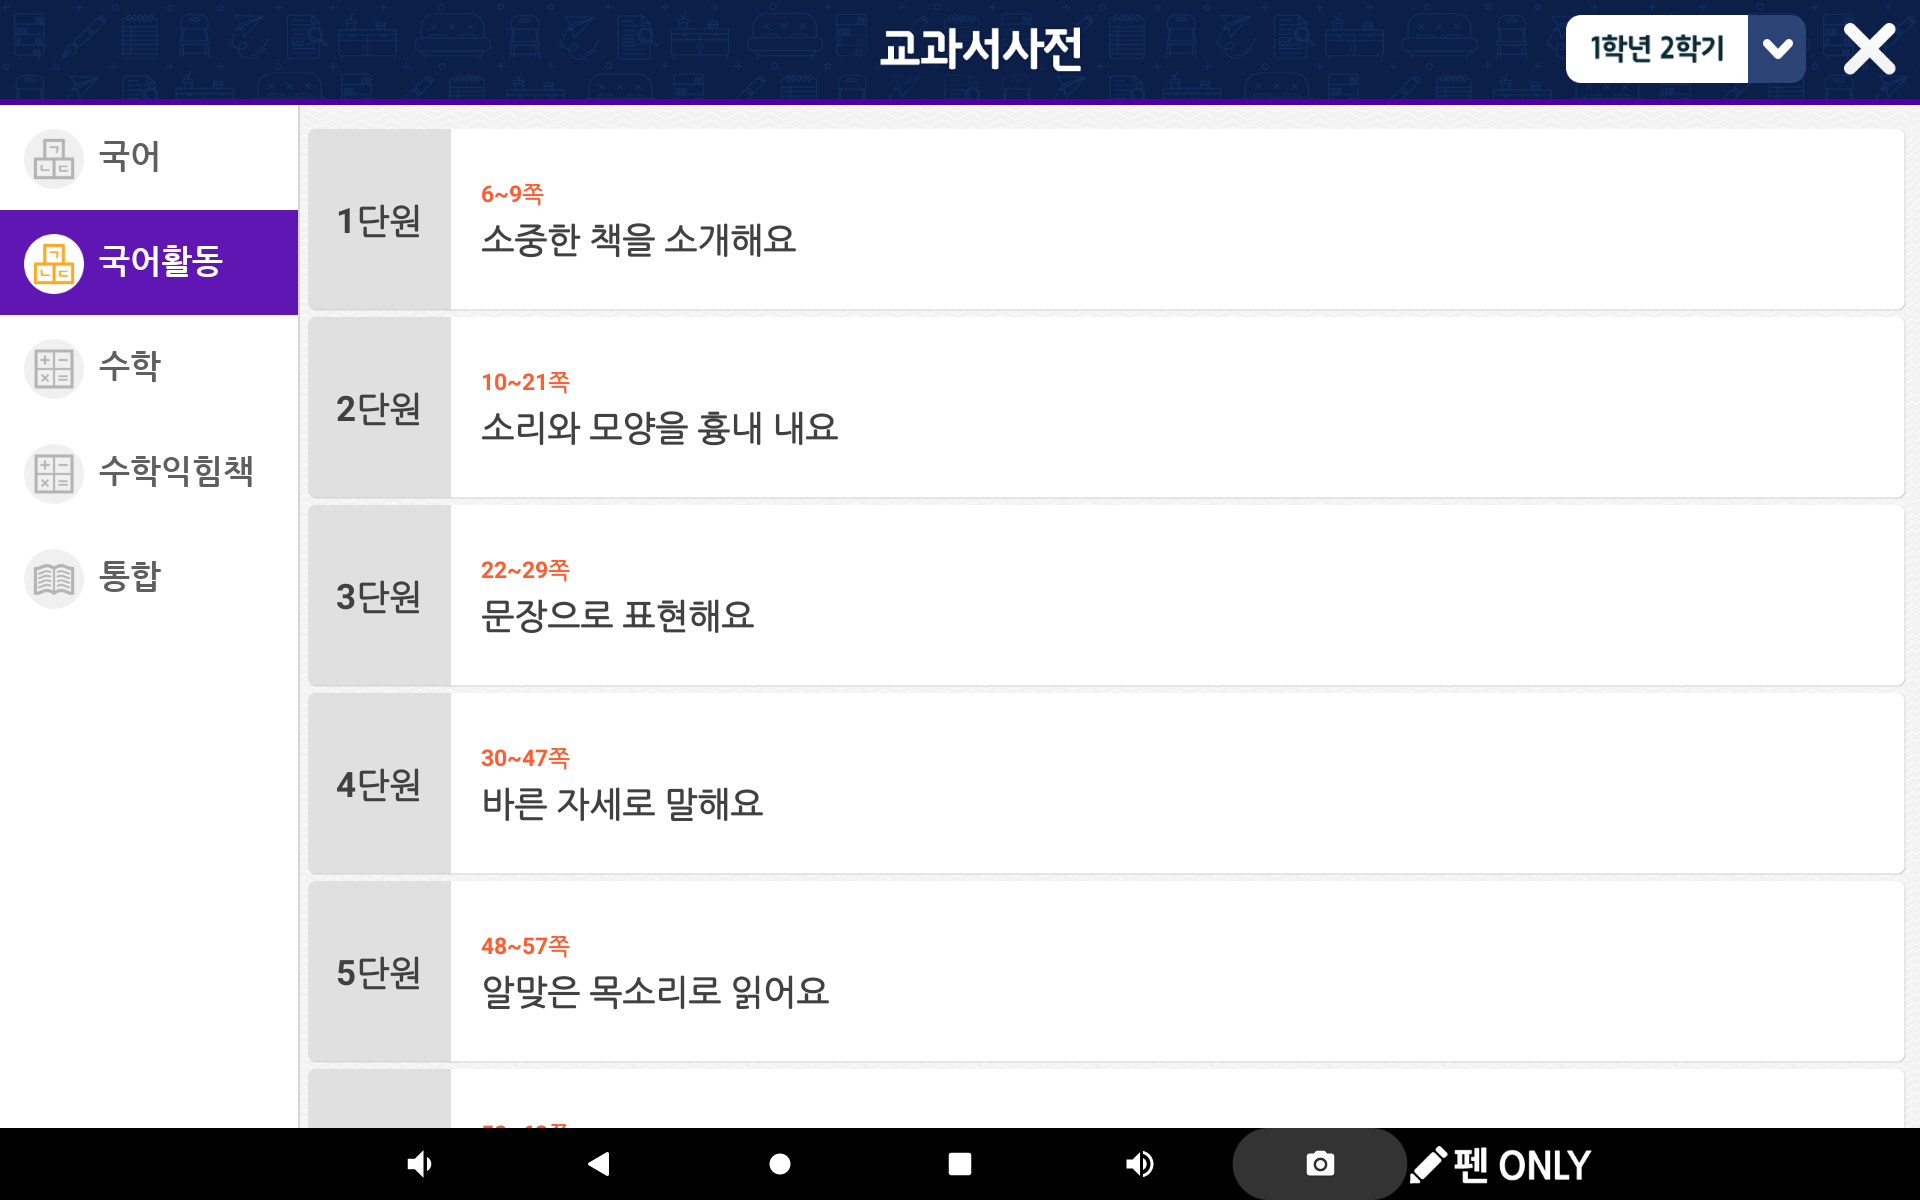 교과서사전
1학년 2학기
국어
국어활동
수학
수학익힘책
통합
1단원
6~9쪽
소중한 책을 소개해요
2단원
10~21쪽
소리와 모양을 흉내 내요
3단원
22~29쪽
문장으로 표현해요
4단원
30~47쪽
바른 자세로 말해요
5단원
48~57쪽
알맞은 목소리로 읽어요
펜 ONLY